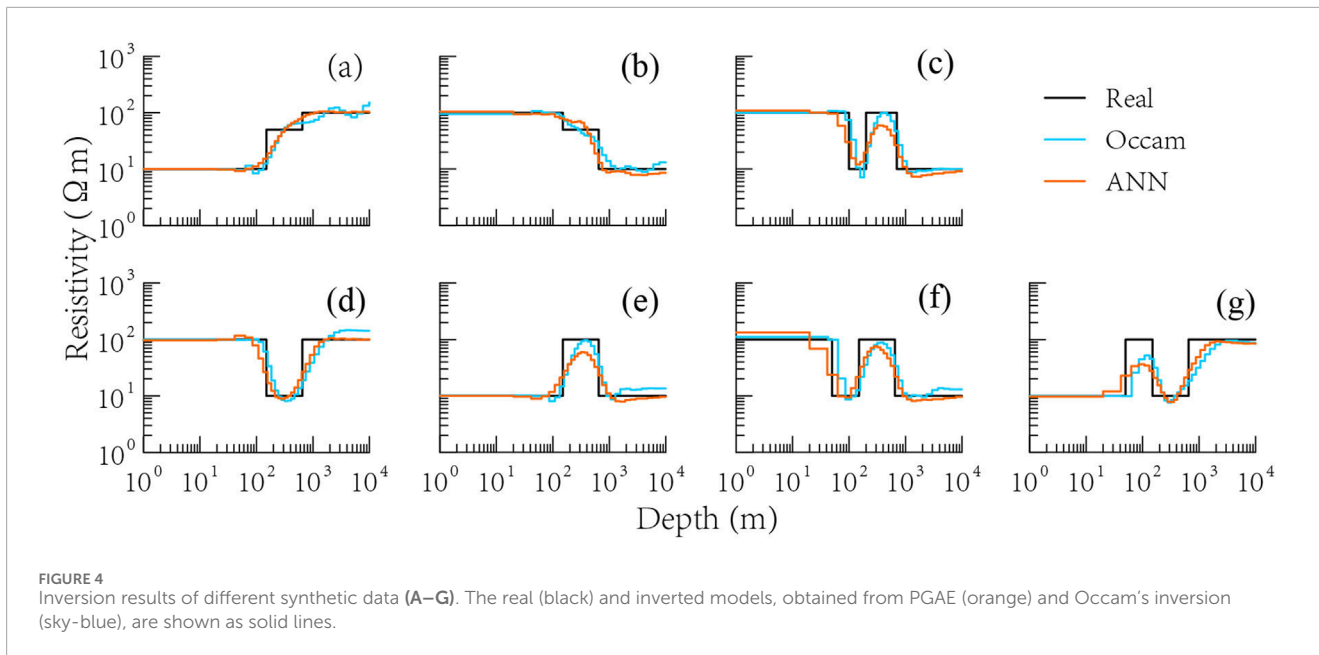 10³ (a) (b) (c)
10² Real
10¹ Occam
10⁰ ANN
Resistivity ( Ω m)
10³ (d) (e) (f) (g)
10²
10¹
10⁰
10⁰ 10¹ 10² 10³ 10⁴ 10⁰ 10¹ 10² 10³ 10⁴ 10⁰ 10¹ 10² 10³ 10⁴ 10⁰ 10¹ 10² 10³ 10⁴
Depth (m)
FIGURE 4
Inversion results of different synthetic data (A–G). The real (black) and inverted models, obtained from PGAE (orange) and Occam's inversion
(sky-blue), are shown as solid lines.